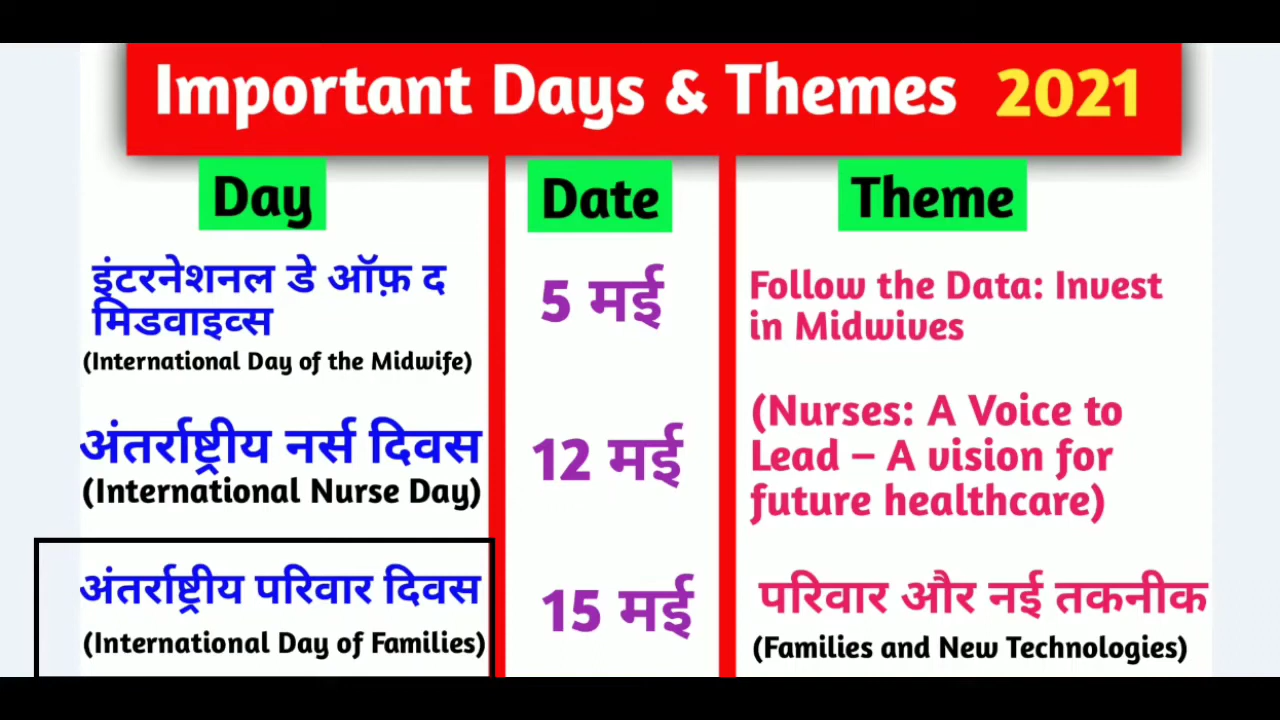 Important Days & Themes 2021
Day
Date
Theme
इंटरनेशनल डे ऑफ़ द
मिडवाइव्स
(International Day of the Midwife)
5 मई
Follow the Data: Invest
in Midwives
अंतर्राष्ट्रीय नर्स दिवस
(International Nurse Day)
12 मई
(Nurses: A Voice to
Lead – A vision for
future healthcare)
अंतर्राष्ट्रीय परिवार दिवस
(International Day of Families)
15 मई
परिवार और नई तकनीक
(Families and New Technologies)